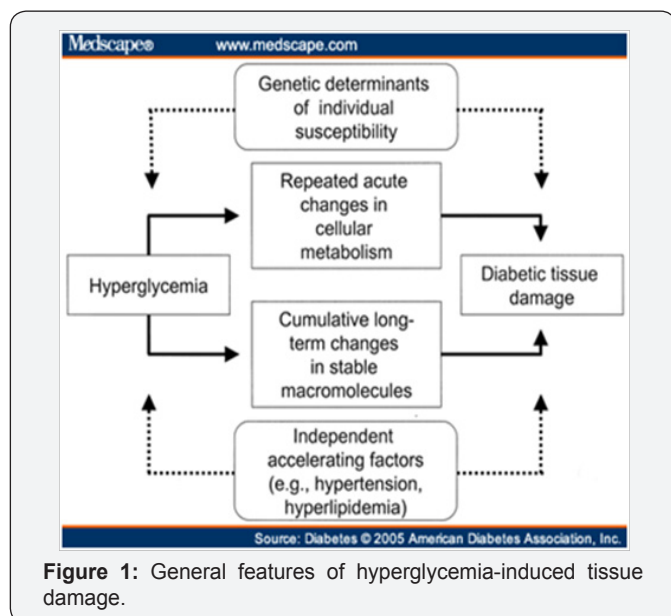 Medscape® www.medscape.com
Genetic determinants
of individual
susceptibility
Repeated acute
changes in
cellular
metabolism
Hyperglycemia
Diabetic tissue
damage
Cumulative long-
term changes
in stable
macromolecules
Independent
accelerating factors
(e.g., hypertension,
hyperlipidemia)
Source: Diabetes © 2005 American Diabetes Association, Inc.
Figure 1: General features of hyperglycemia-induced tissue
damage.